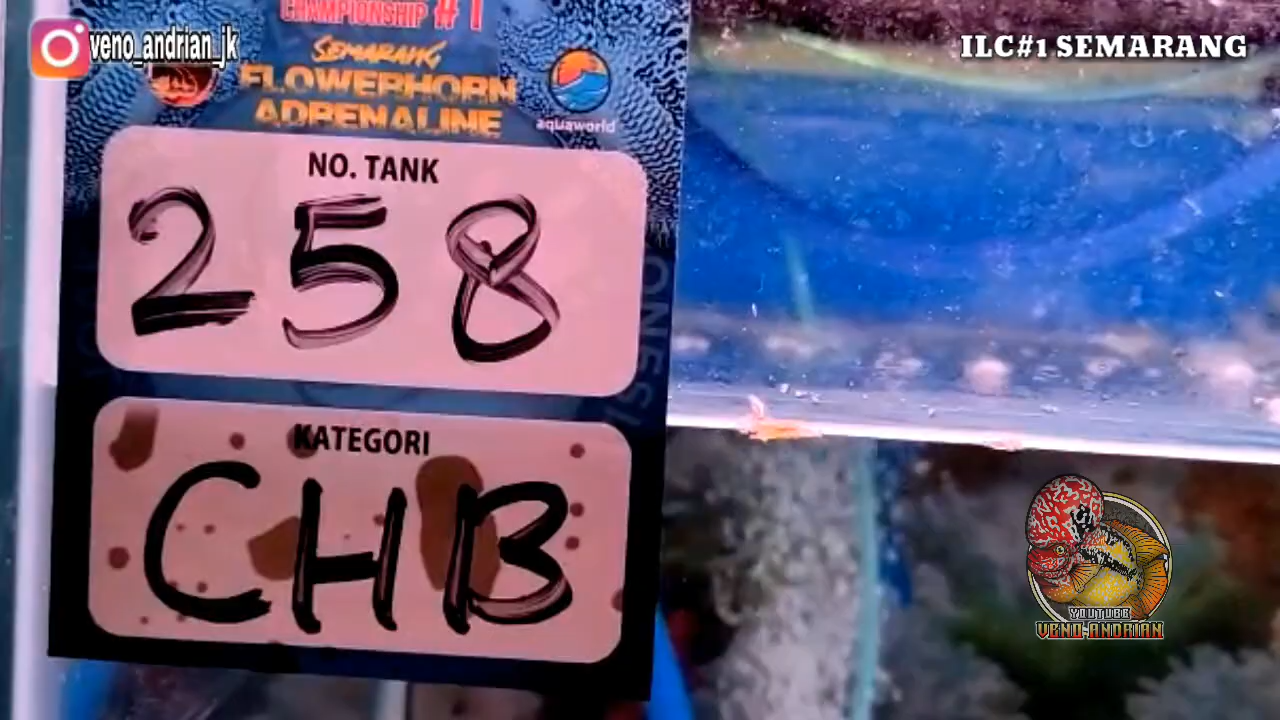 CHAMPIONSHIP #1
veno_andrian_jk
ILC#1 SEMARANG
SEMARANG
FLOWERHORN
ADRENALINE
aquaworld
NO. TANK
258
KATEGORI
CHB
YOUTUBE
VENO ANDRIAN